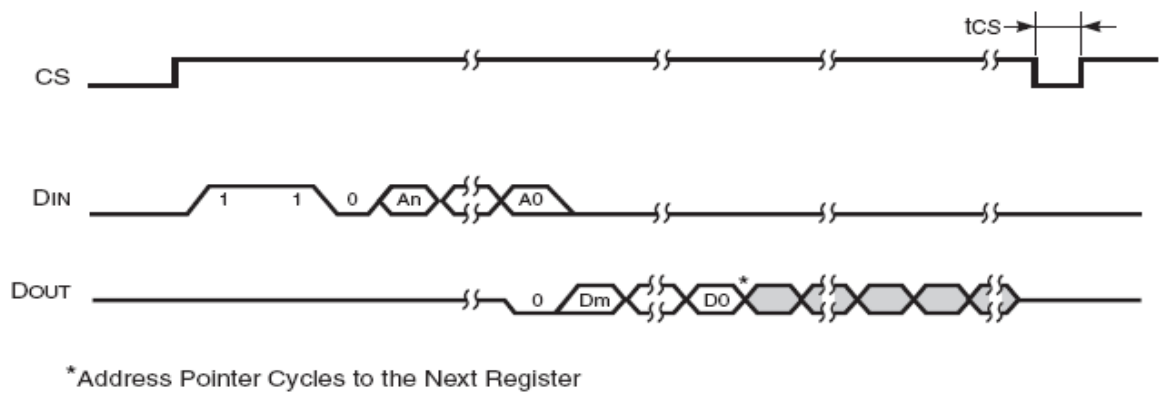 tCS
CS
DIN
1 1 0 An A0
DOUT
0 Dm D0 *
*Address Pointer Cycles to the Next Register